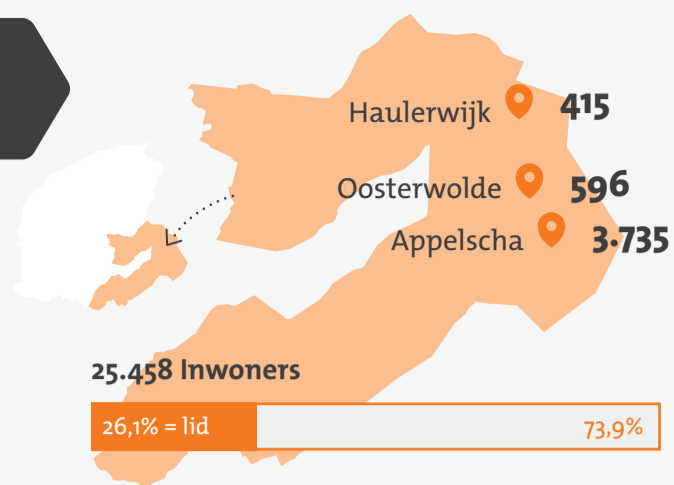 Haulerwijk 415
Oosterwolde 596
Appelscha 3.735
25.458 Inwoners
26,1% = lid 73,9%